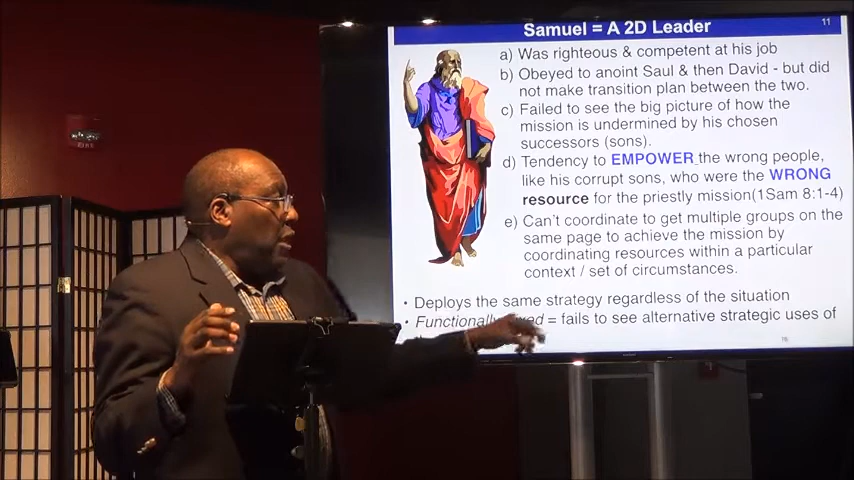 Samuel = A 2D Leader
11
a) Was righteous & competent at his job
b) Obeyed to anoint Saul & then David - but did
not make transition plan between the two.
c) Failed to see the big picture of how the
mission is undermined by his chosen
successors (sons).
d) Tendency to EMPOWER the wrong people,
like his corrupt sons, who were the WRONG
resource for the priestly mission(1Sam 8:1-4)
e) Can't coordinate to get multiple groups on the
same page to achieve the mission by
coordinating resources within a particular
context / set of circumstances.
• Deploys the same strategy regardless of the situation
• Functionally = fails to see alternative strategic uses of